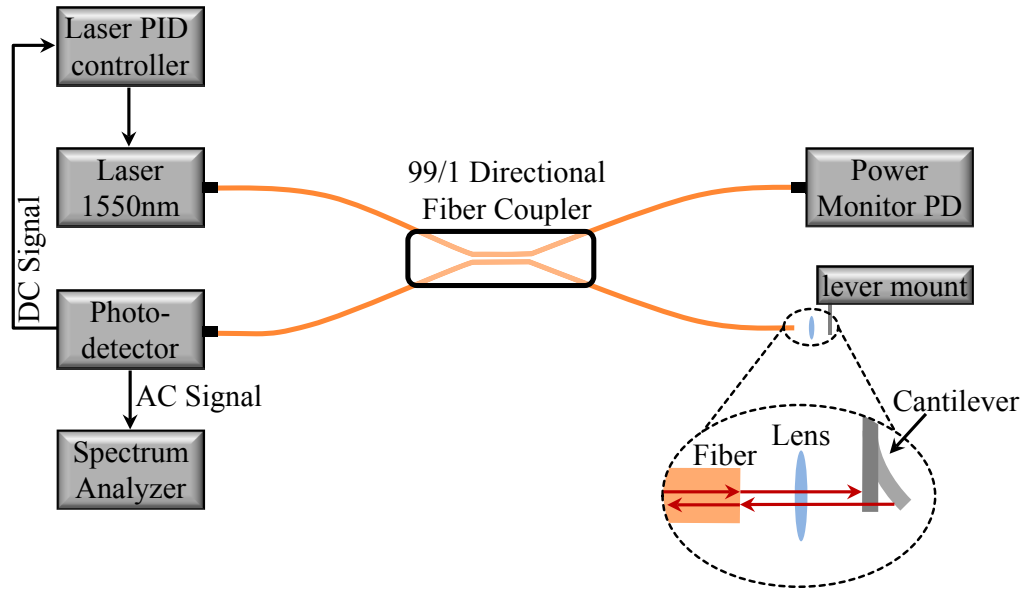 Laser PID
controller
Laser
1550nm
DC Signal
Photo-
detector
AC Signal
Spectrum
Analyzer
99/1 Directional
Fiber Coupler
Power
Monitor PD
lever mount
Cantilever
Lens
Fiber